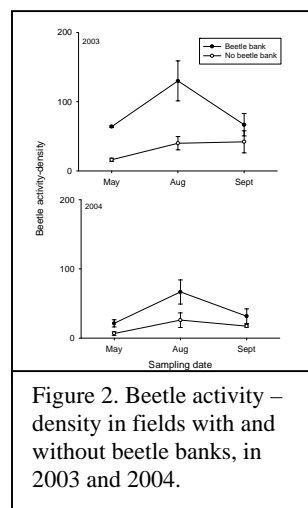 200
2003
Beetle bank
No beetle bank
100
0
May
Aug
Sept
Beetle activity-density
200
2004
100
0
May
Aug
Sept
Sampling date
Figure 2. Beetle activity –
density in fields with and
without beetle banks, in
2003 and 2004.